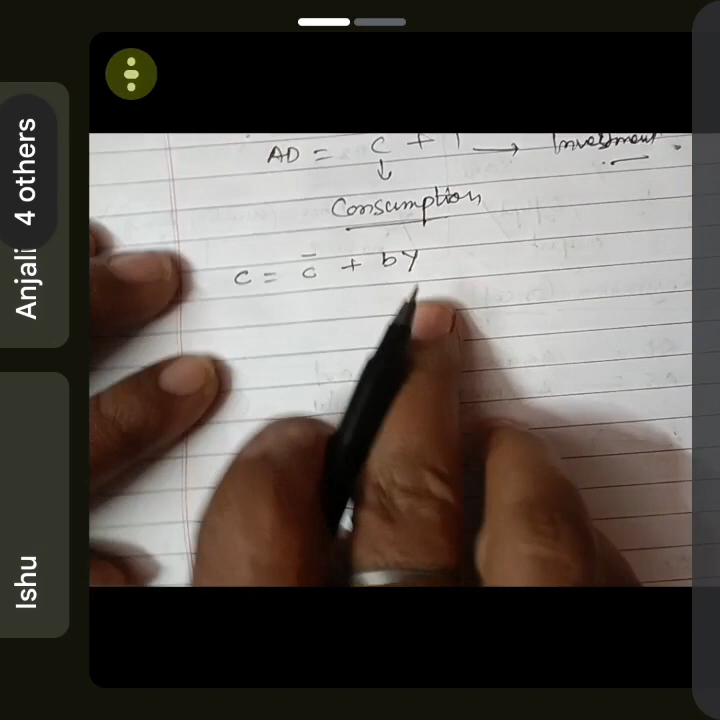 AD = C + I → Investment.
↓
Consumption
C = C̄ + bY
Anjali 4 others
Ishu